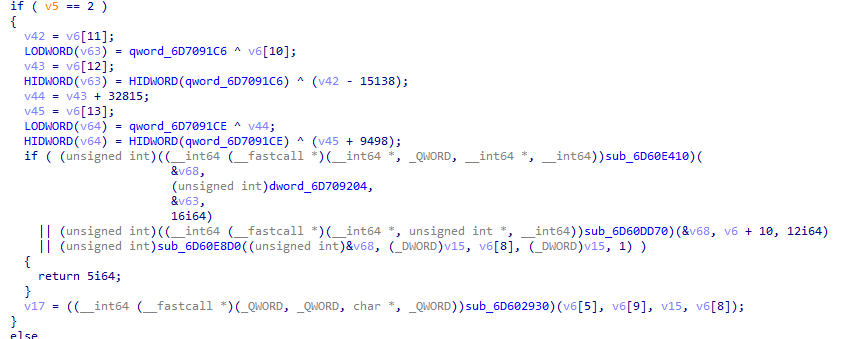 if ( v5 == 2 )
{
v42 = v6[11];
LODWORD(v63) = qword_6D7091C6 ^ v6[10];
v43 = v6[12];
HIDWORD(v63) = HIDWORD(qword_6D7091C6) ^ (v42 - 15138);
v44 = v43 + 32815;
v45 = v6[13];
LODWORD(v64) = qword_6D7091CE ^ v44;
HIDWORD(v64) = HIDWORD(qword_6D7091CE) ^ (v45 + 9498);
if ( (unsigned int)((__int64 (__fastcall *)(__int64 *, _QWORD, __int64 *, __int64))sub_6D60E410)(
&v68,
(unsigned int)dword_6D709204,
&v63,
16i64)
|| (unsigned int)((__int64 (__fastcall *)(__int64 *, unsigned int *, __int64))sub_6D60DD70)(&v68, v6 + 10, 12i64)
|| (unsigned int)sub_6D60E8D0((unsigned int)&v68, (_DWORD)v15, v6[8], (_DWORD)v15, 1) )
{
return 5i64;
}
v17 = ((__int64 (__fastcall *)(_QWORD, _QWORD, char *, _QWORD))sub_6D602930)(v6[5], v6[9], v15, v6[8]);
}
else